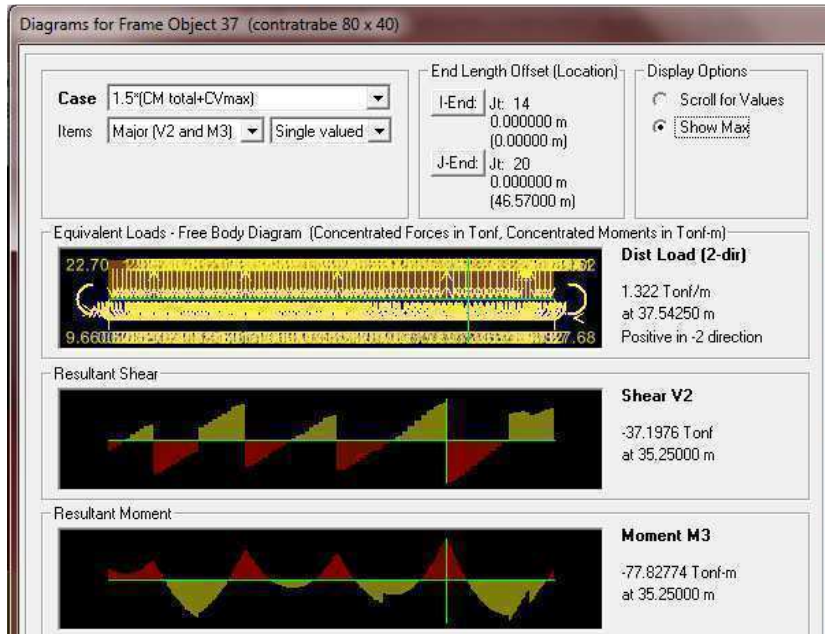 Diagrams for Frame Object 37 (contratrabe 80 x 40)
Case 1.5*(CM total+CVmax)
Items Major (V2 and M3) Single valued
End Length Offset (Location)
I-End: Jt: 14
0.000000 m
(0.00000 m)
J-End: Jt: 20
0.000000 m
(46.57000 m)
Display Options
Scroll for Values
Show Max
Equivalent Loads - Free Body Diagram (Concentrated Forces in Tonf, Concentrated Moments in Tonf-m)
22.70
Dist Load (2-dir)
1.322 Tonf/m
at 37.54250 m
Positive in -2 direction
Resultant Shear
Shear V2
-37.1976 Tonf
at 35.25000 m
Resultant Moment
Moment M3
-77.82774 Tonf-m
at 35.25000 m